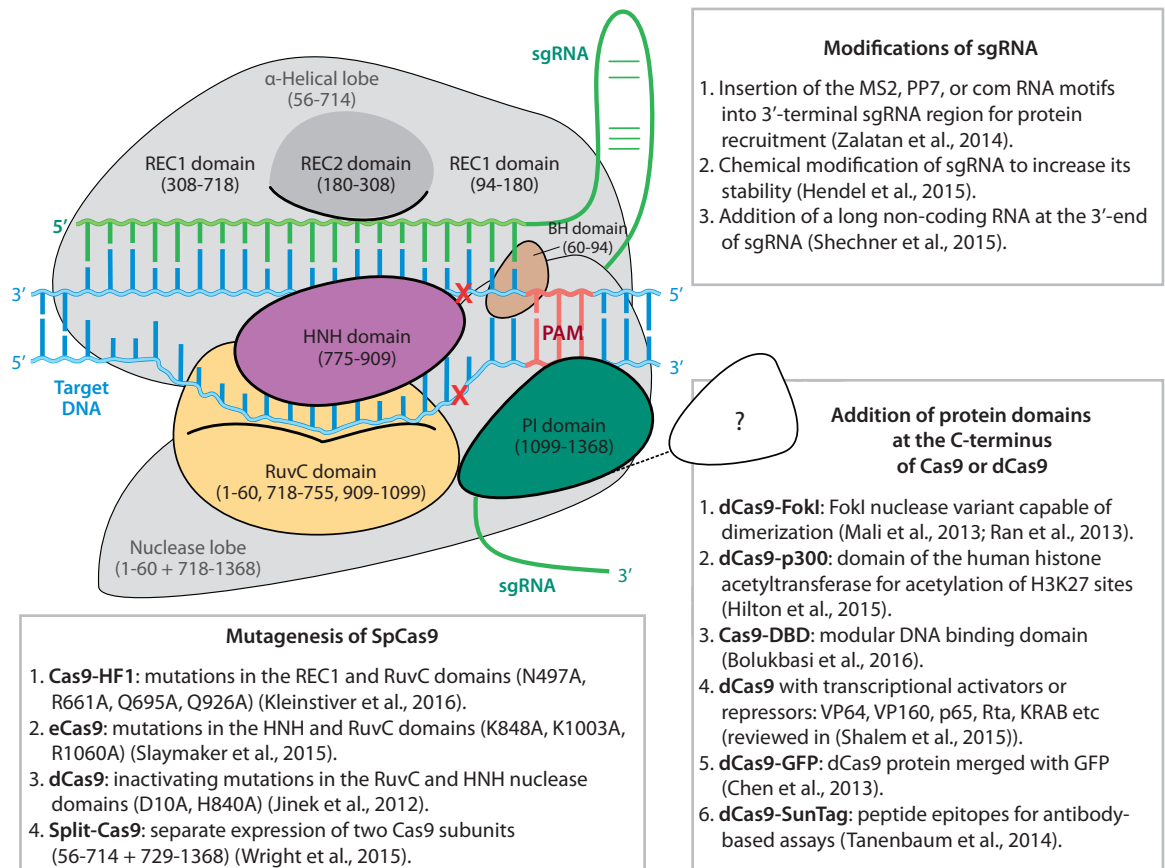 sgRNA
α-Helical lobe
(56-714)
REC1 domain
(308-718)
REC2 domain
(180-308)
REC1 domain
(94-180)
5′
BH domain
(60-94)
3′
5′
HNH domain
(775-909)
X
PAM
5′
3′
Target
DNA
X
PI domain
(1099-1368)
?
RuvC domain
(1-60, 718-755, 909-1099)
Nuclease lobe
(1-60 + 718-1368)
sgRNA
3′
Modifications of sgRNA
1. Insertion of the MS2, PP7, or com RNA motifs
into 3′-terminal sgRNA region for protein
recruitment (Zalatan et al., 2014).
2. Chemical modification of sgRNA to increase its
stability (Hendel et al., 2015).
3. Addition of a long non-coding RNA at the 3′-end
of sgRNA (Shechner et al., 2015).
Addition of protein domains
at the C-terminus
of Cas9 or dCas9
1. dCas9-FokI: FokI nuclease variant capable of
dimerization (Mali et al., 2013; Ran et al., 2013).
2. dCas9-p300: domain of the human histone
acetyltransferase for acetylation of H3K27 sites
(Hilton et al., 2015).
3. Cas9-DBD: modular DNA binding domain
(Bolukbasi et al., 2016).
4. dCas9 with transcriptional activators or
repressors: VP64, VP160, p65, Rta, KRAB etc
(reviewed in (Shalem et al., 2015)).
5. dCas9-GFP: dCas9 protein merged with GFP
(Chen et al., 2013).
6. dCas9-SunTag: peptide epitopes for antibody-
based assays (Tanenbaum et al., 2014).
Mutagenesis of SpCas9
1. Cas9-HF1: mutations in the REC1 and RuvC domains (N497A,
R661A, Q695A, Q926A) (Kleinstiver et al., 2016).
2. eCas9: mutations in the HNH and RuvC domains (K848A, K1003A,
R1060A) (Slaymaker et al., 2015).
3. dCas9: inactivating mutations in the RuvC and HNH nuclease
domains (D10A, H840A) (Jinek et al., 2012).
4. Split-Cas9: separate expression of two Cas9 subunits
(56-714 + 729-1368) (Wright et al., 2015).